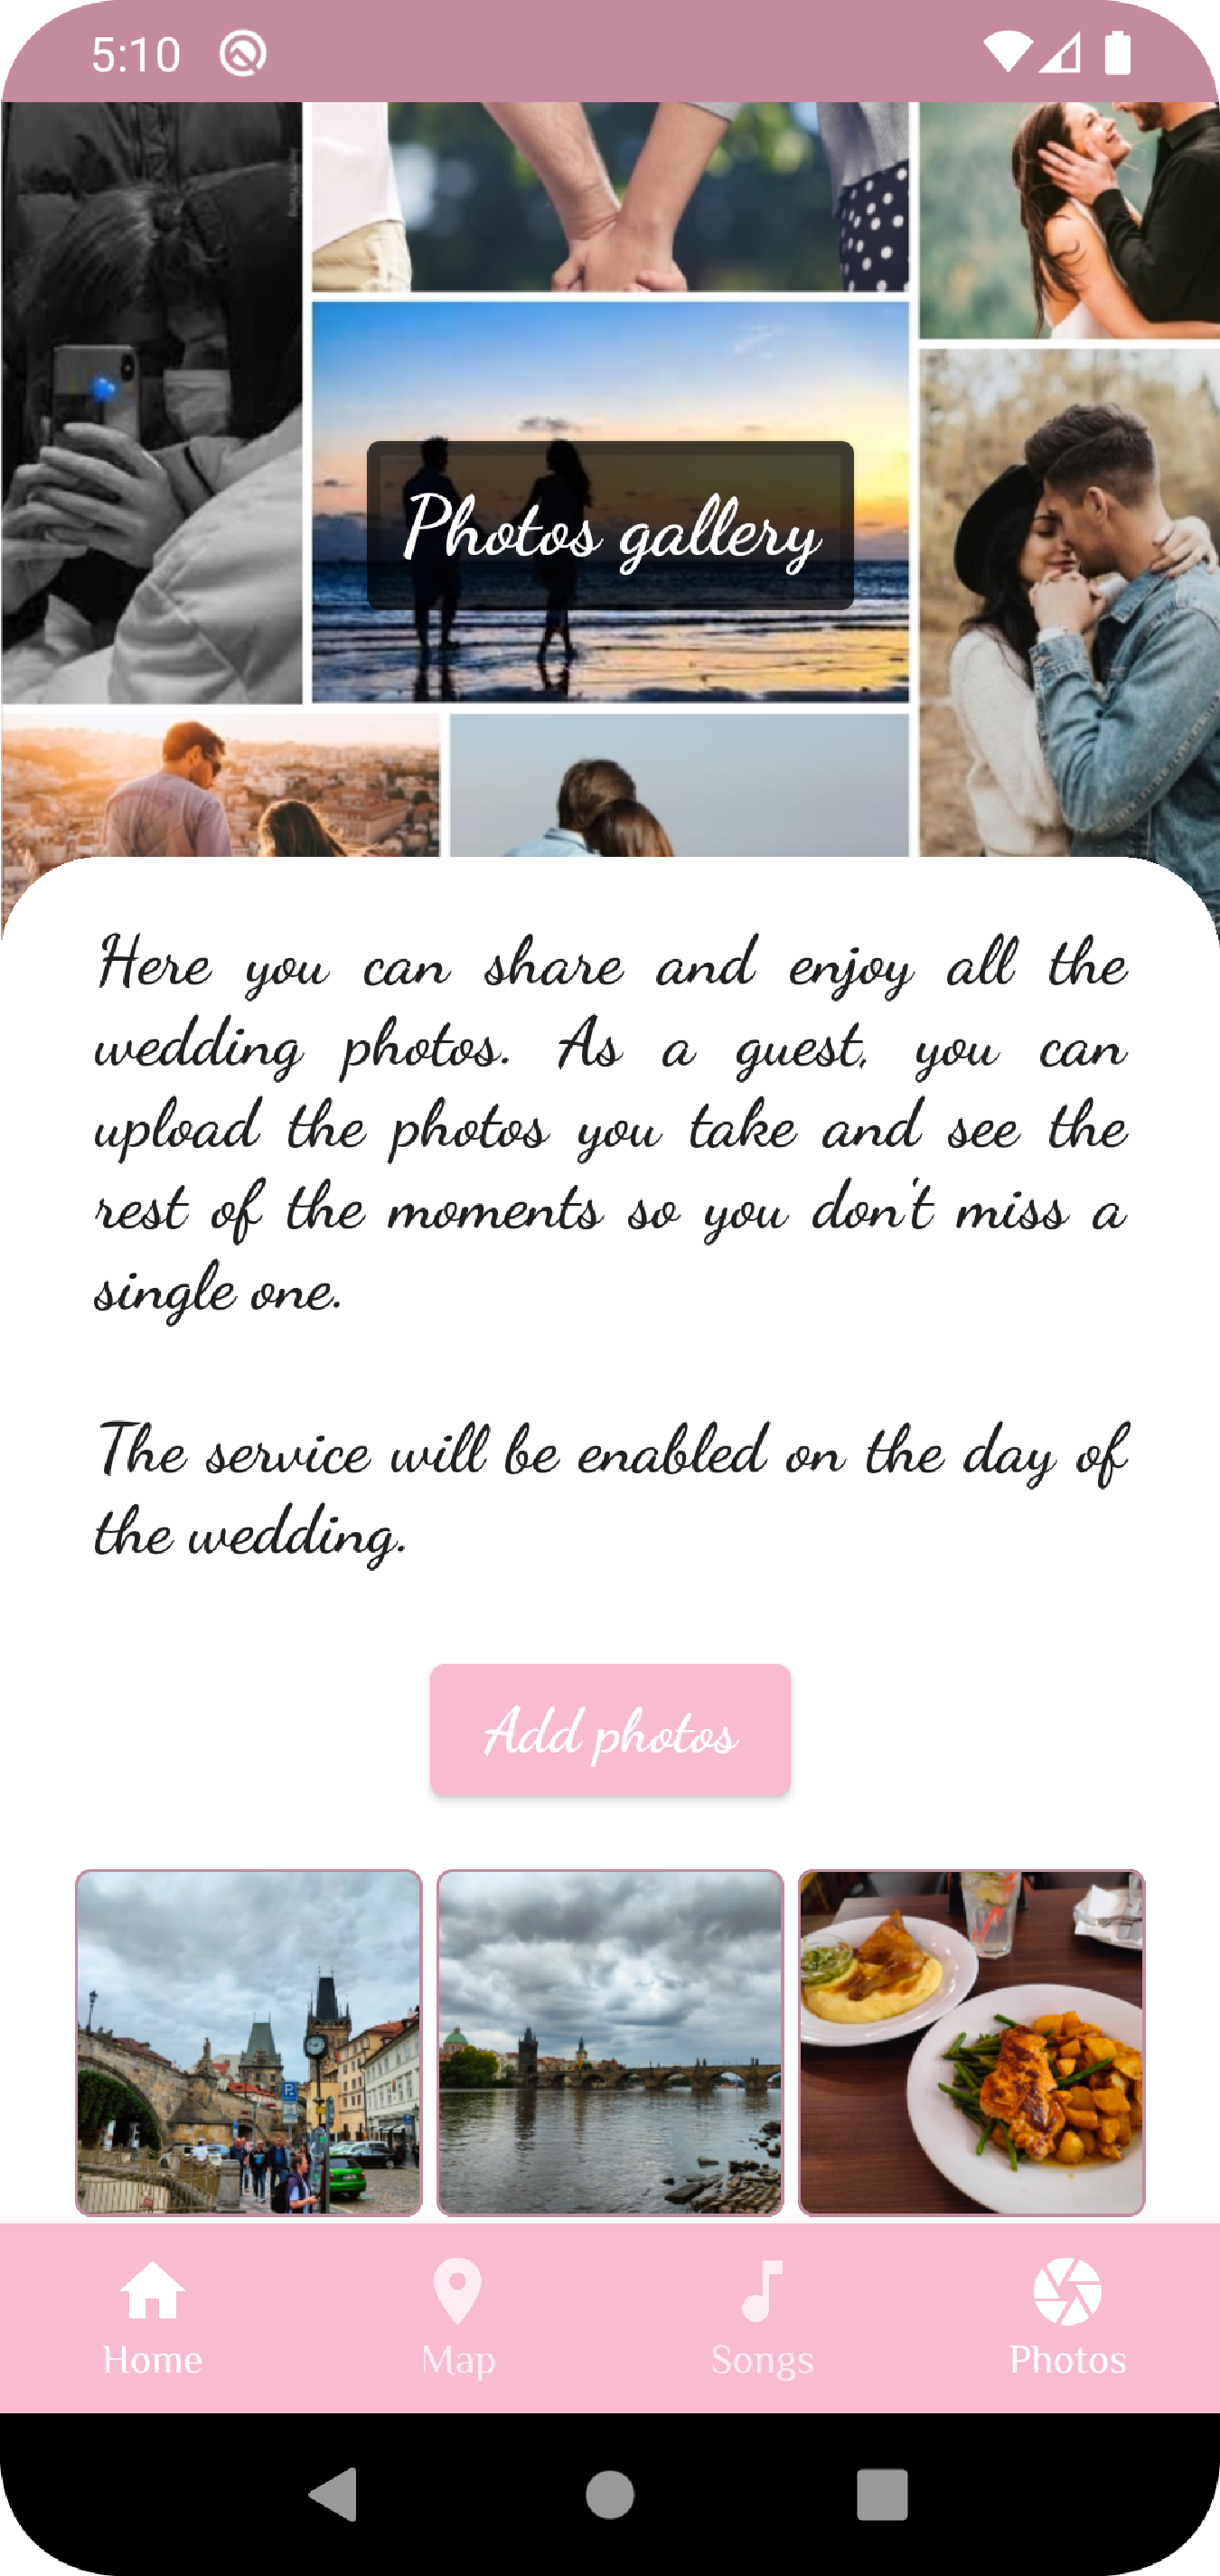 5:10
Photos gallery
Here you can share and enjoy all the
wedding photos. As a guest, you can
upload the photos you take and see the
rest of the moments so you don't miss a
single one.
The service will be enabled on the day of
the wedding.
Add photos
P
Home
Map
Songs
Photos